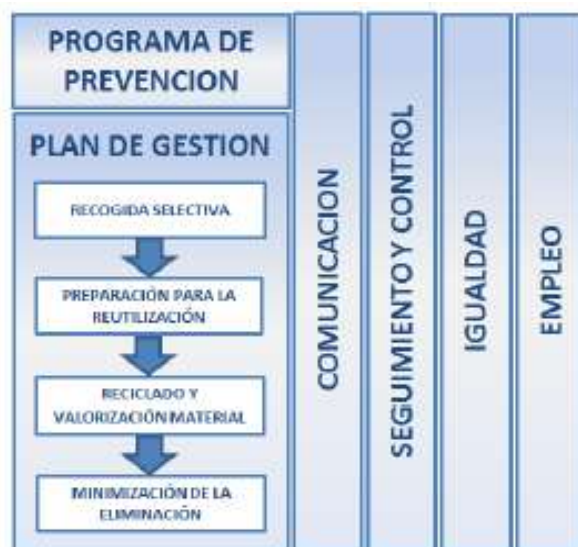 PROGRAMA DE
PREVENCION
PLAN DE GESTION
RECOGIDA SELECTIVA
PREPARACIÓN PARA LA
REUTILIZACIÓN
RECICLADO Y
VALORIZACIÓN MATERIAL
MINIMIZACIÓN DE LA
ELIMINACIÓN
COMUNICACION
SEGUIMIENTO Y CONTROL
IGUALDAD
EMPLEO